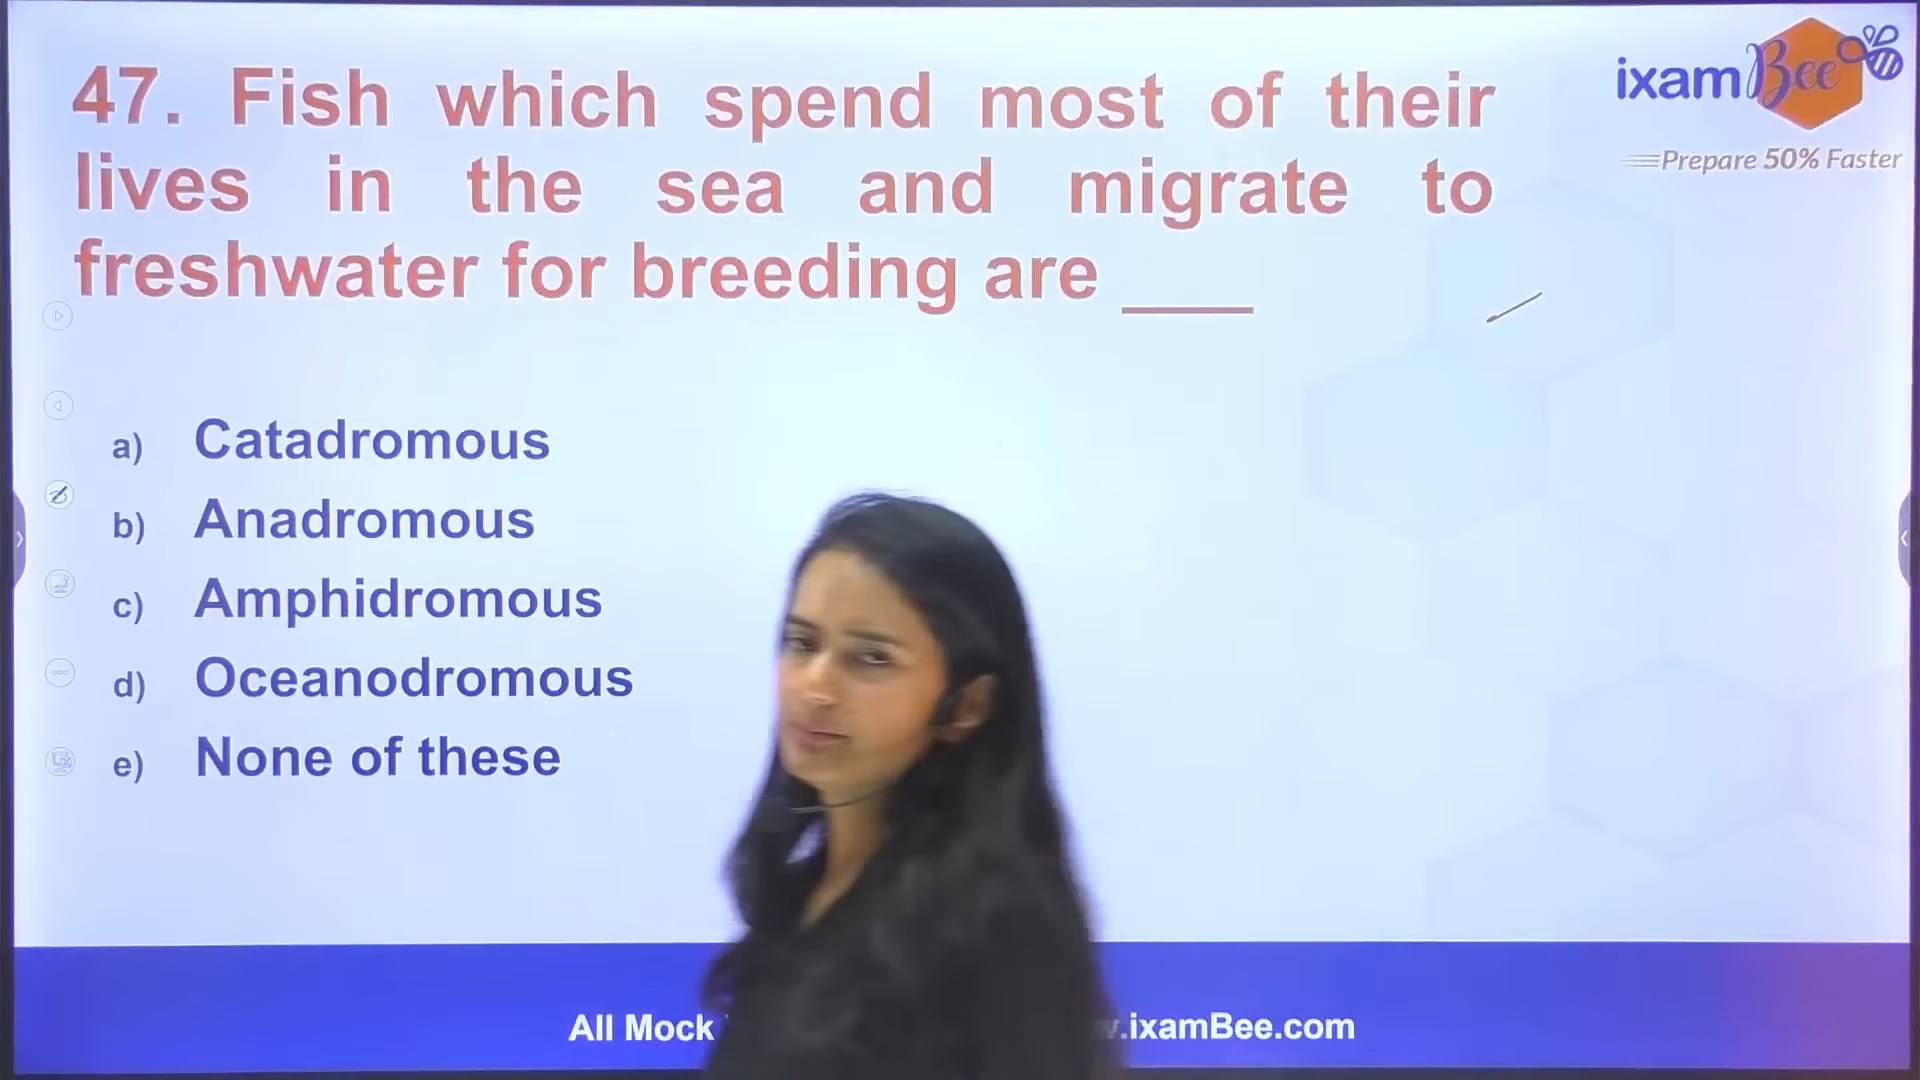 47. Fish which spend most of their
lives in the sea and migrate to
freshwater for breeding are ____
a) Catadromous
b) Anadromous
c) Amphidromous
d) Oceanodromous
e) None of these
ixamBee
Prepare 50% Faster
All Mock
.ixamBee.com